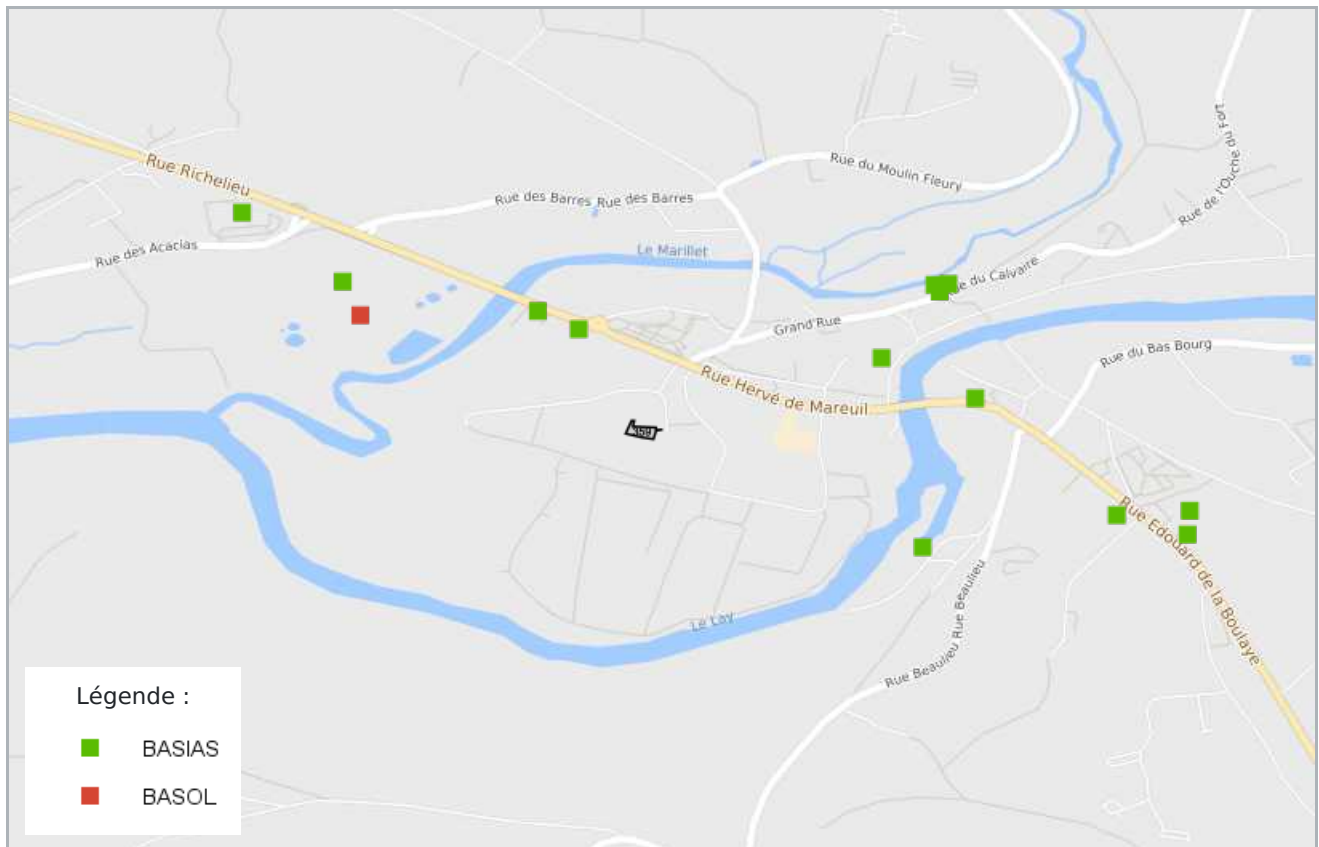 Rue Richelieu
Rue du Moulin Fleury
Rue des Barres
Rue des Barres
Rue de l'Ouche du Fort
Rue des Acacias
Le Marillet
Rue du Calvaire
Grand'Rue
Rue du Bas Bourg
Rue Hervé de Mareuil
Rue Edouard de la Boulaye
Le Lay
Rue Beaulieu
Rue Beaulieu
Légende :
BASIAS
BASOL